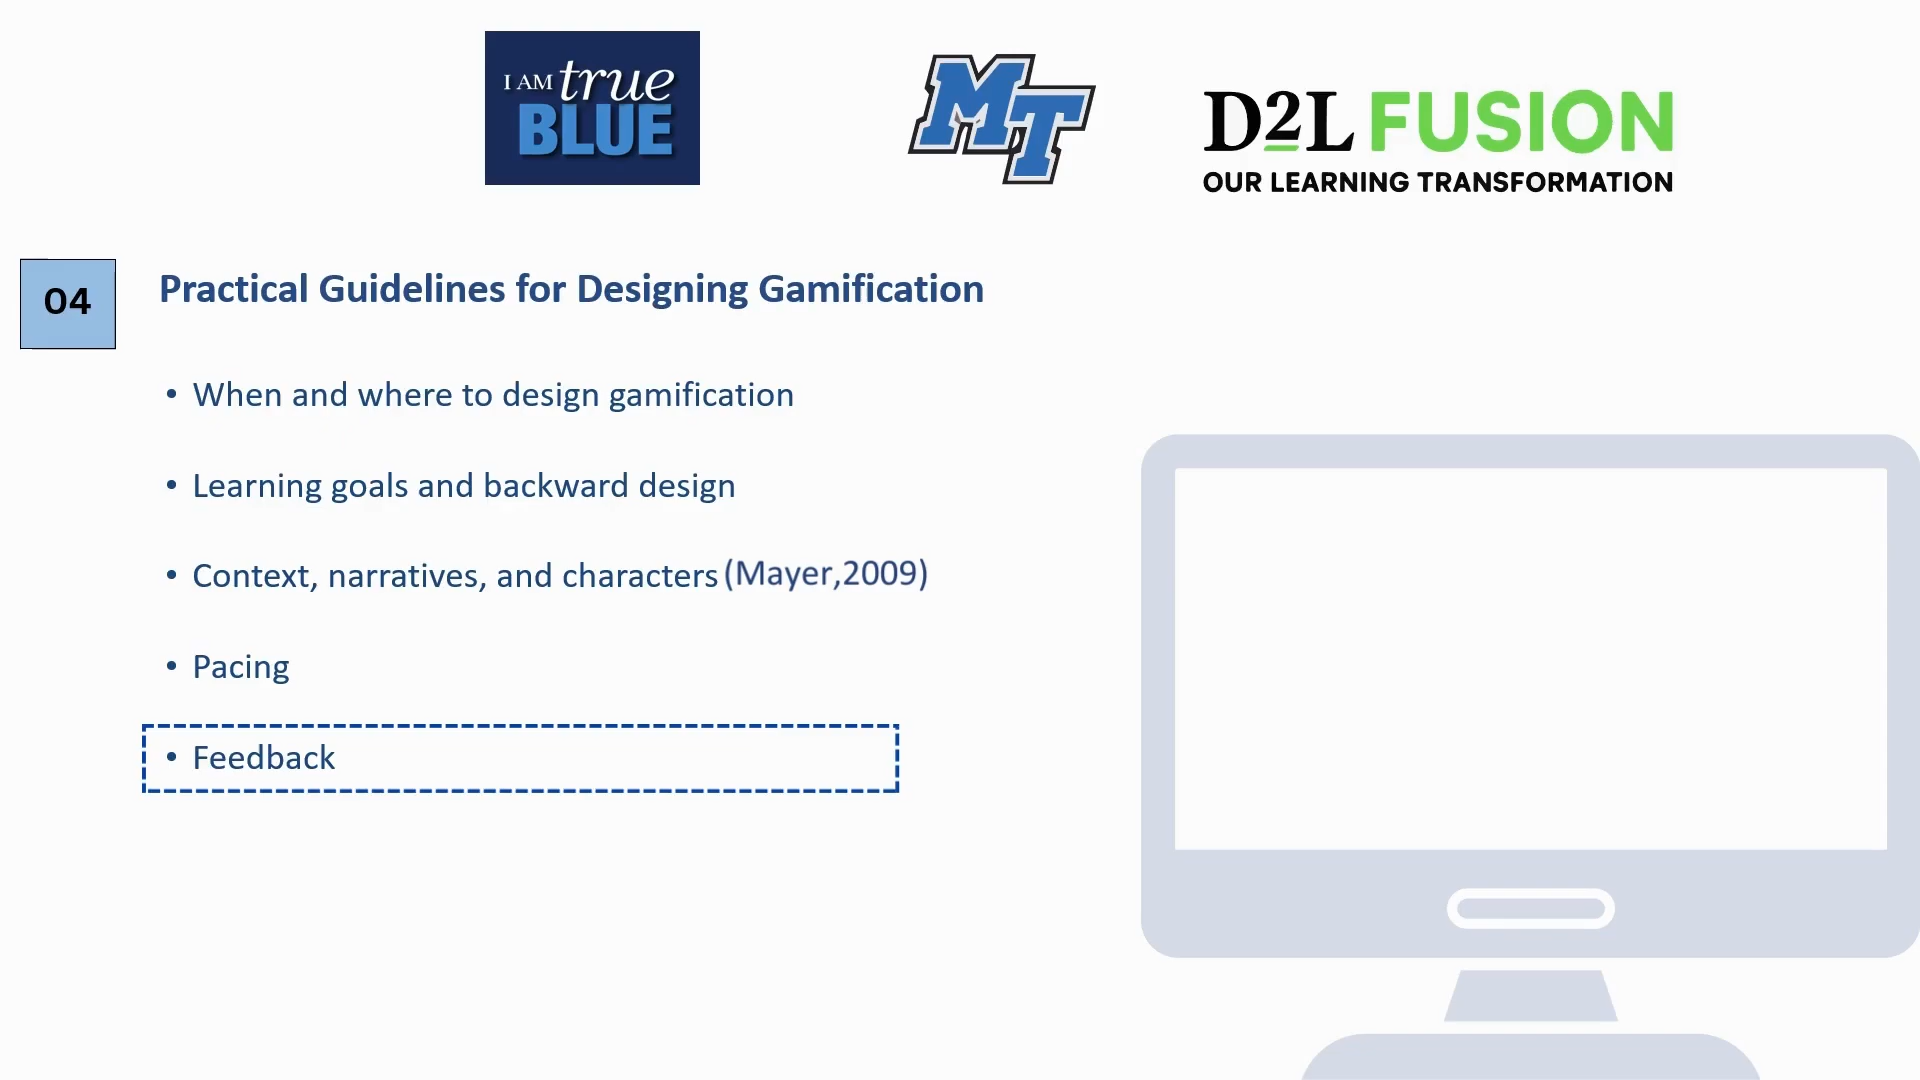 I AM true
BLUE
MT
D2L FUSION
OUR LEARNING TRANSFORMATION
04
Practical Guidelines for Designing Gamification
• When and where to design gamification
• Learning goals and backward design
• Context, narratives, and characters (Mayer,2009)
• Pacing
• Feedback